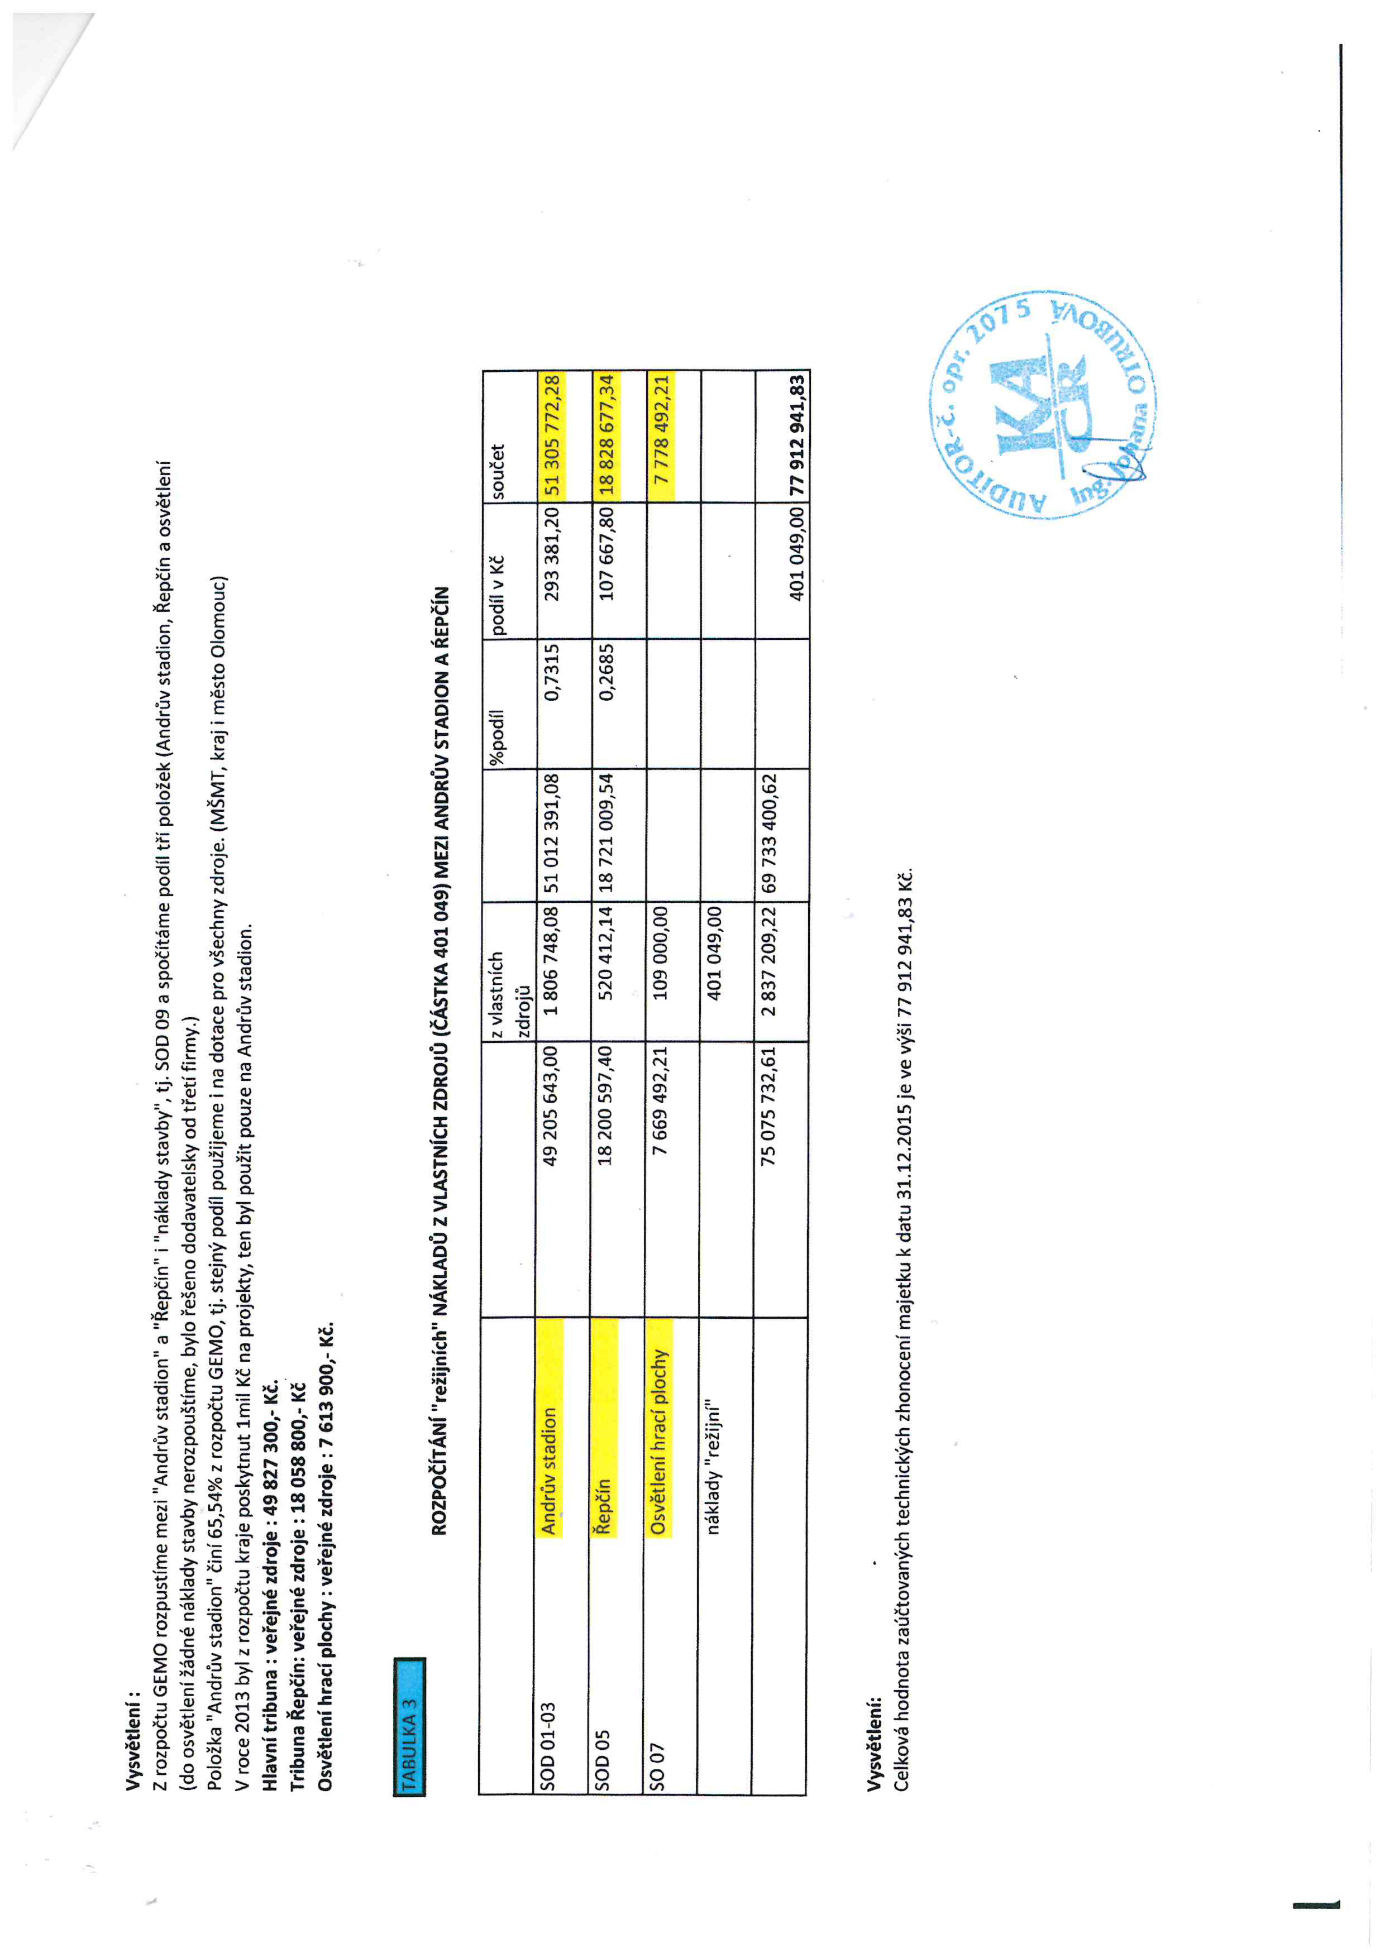 Vysvětlení :
Z rozpočtu GEMO rozpustíme mezi "Andrův stadion" a "Řepčín" i "náklady stavby", tj. SOD 09 a spočítáme podíl tří položek (Andrův stadion, Řepčín a osvětlení
(do osvětlení žádné náklady stavby nerozpouštíme, bylo řešeno dodavatelsky od třetí firmy.)
Položka "Andrův stadion" činí 65,54% z rozpočtu GEMO, tj. stejný podíl použijeme i na dotace pro všechny zdroje. (MŠMT, kraj i město Olomouc)
V roce 2013 byl z rozpočtu kraje poskytnut 1mil Kč na projekty, ten byl použit pouze na Andrův stadion.
Hlavní tribuna : veřejné zdroje : 49 827 300,- Kč.
Tribuna Řepčín: veřejné zdroje : 18 058 800,- Kč
Osvětlení hrací plochy : veřejné zdroje : 7 613 900,- Kč.
TABULKA 3
ROZPOČÍTÁNÍ "režijních" NÁKLADŮ Z VLASTNÍCH ZDROJŮ (ČÁSTKA 401 049) MEZI ANDRŮV STADION A ŘEPČÍN
z vlastních zdrojů %podíl podíl v Kč součet
SOD 01-03 Andrův stadion 49 205 643,00 1 806 748,08 51 012 391,08 0,7315 293 381,20 51 305 772,28
SOD 05 Řepčín 18 200 597,40 520 412,14 18 721 009,54 0,2685 107 667,80 18 828 677,34
SO 07 Osvětlení hrací plochy 7 669 492,21 109 000,00 7 778 492,21
náklady "režijní" 401 049,00
75 075 732,61 2 837 209,22 69 733 400,62 401 049,00 77 912 941,83
Vysvětlení:
Celková hodnota zaúčtovaných technických zhonocení majetku k datu 31.12.2015 je ve výši 77 912 941,83 Kč.
AUDITOR-č. opr. 2075
KA
ČR
Ing. Johana OTRUBOVÁ